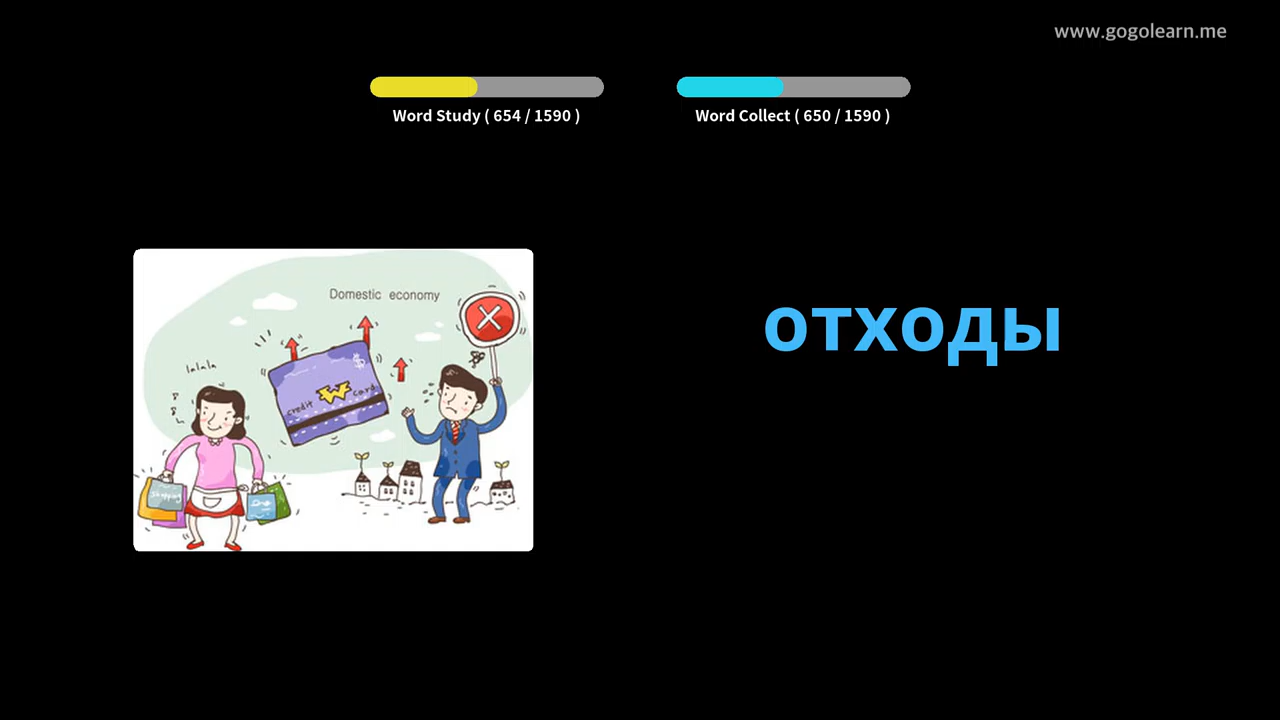 www.gogolearn.me
Word Study ( 654 / 1590 )
Word Collect ( 650 / 1590 )
Domestic economy
lalala
$
W
credit card
Shopping
отходы